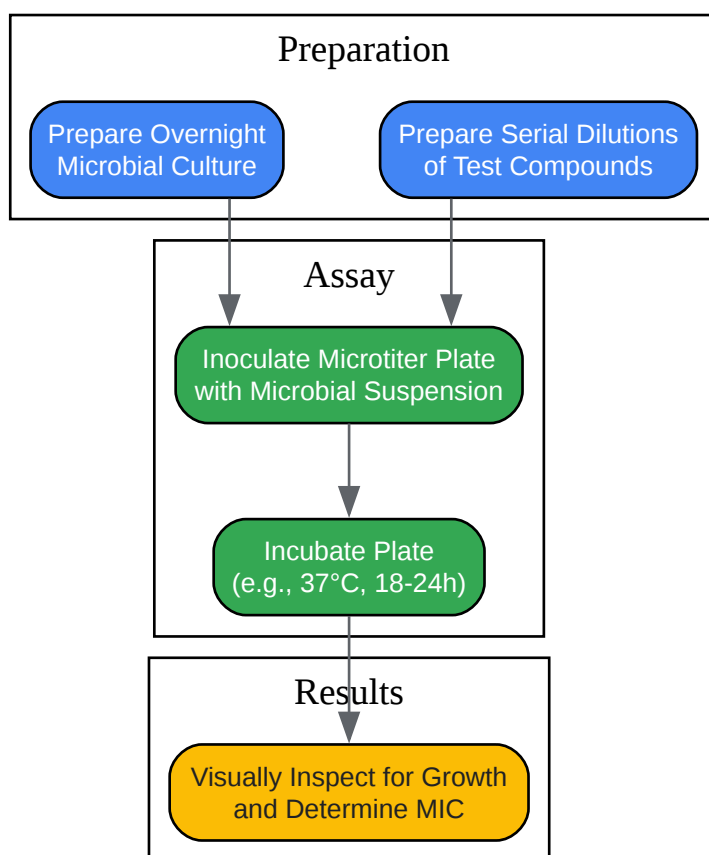 Preparation
Prepare Overnight
Microbial Culture
Prepare Serial Dilutions
of Test Compounds
Assay
Inoculate Microtiter Plate
with Microbial Suspension
Incubate Plate
(e.g., 37°C, 18-24h)
Results
Visually Inspect for Growth
and Determine MIC